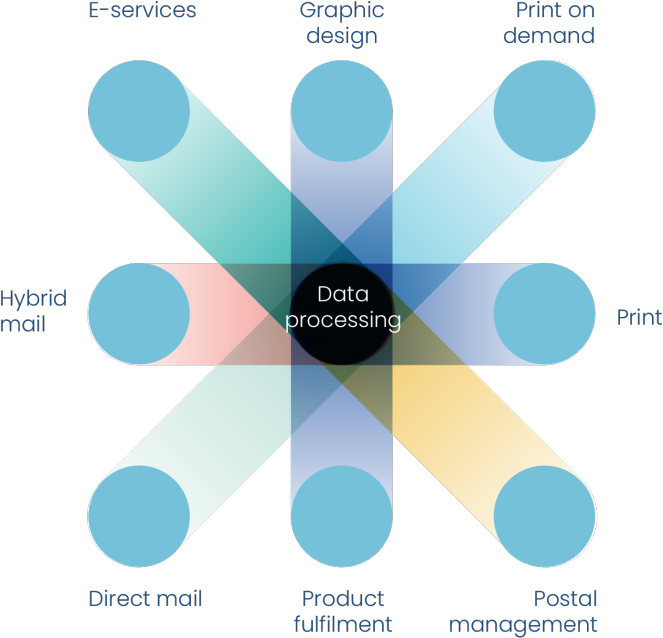 E-services
Graphic
design
Print on
demand
Hybrid
mail
Data
processing
Print
Direct mail
Product
fulfilment
Postal
management